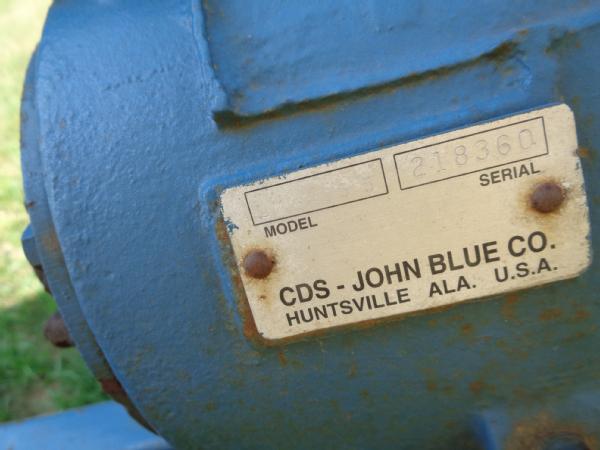 218360
MODEL SERIAL
CDS - JOHN BLUE CO.
HUNTSVILLE ALA. U.S.A.